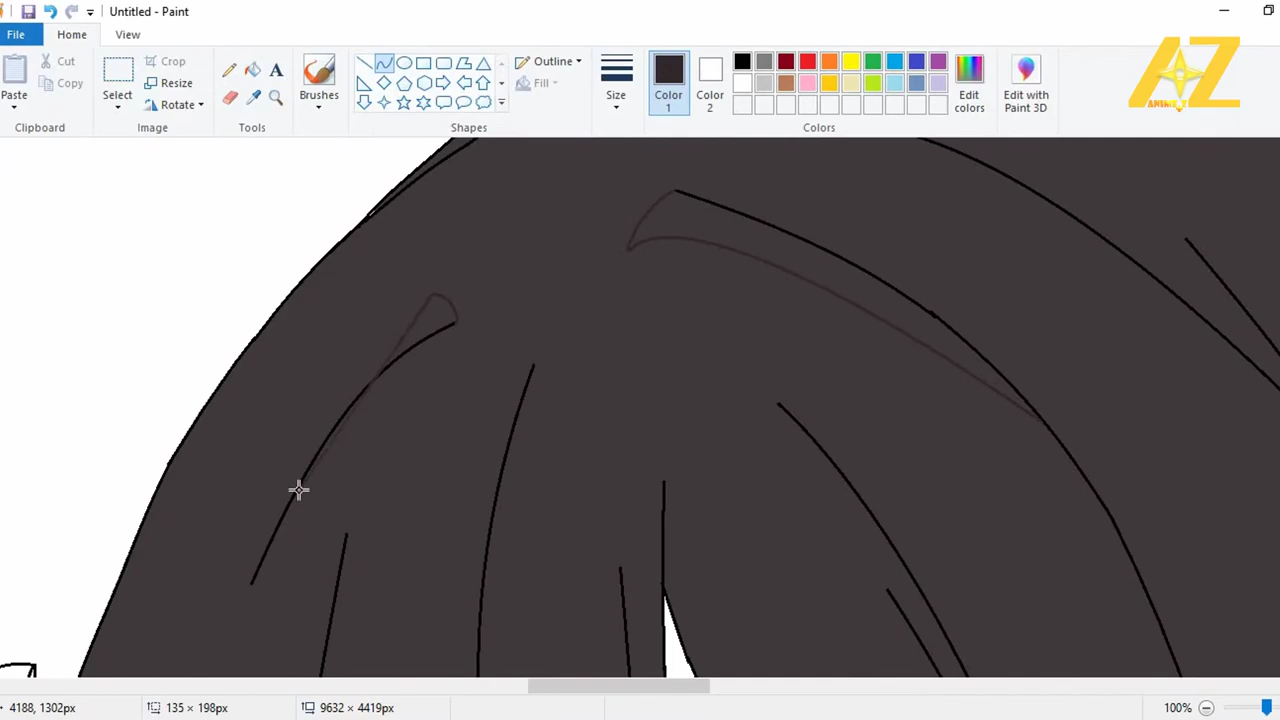 Untitled - Paint
File Home View
Paste
Cut
Copy
Clipboard
Select
Crop
Resize
Rotate
Image
Tools
Brushes
Outline
Fill
Shapes
Size
Color 1
Color 2
Edit colors
Colors
Edit with Paint 3D
AZ
4188, 1302px 135 × 198px 9632 × 4419px 100%